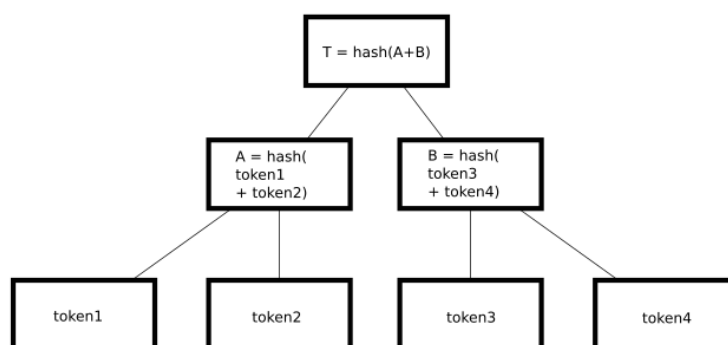 T = hash(A+B)
A = hash(
token1
+ token2)
B = hash(
token3
+ token4)
token1
token2
token3
token4